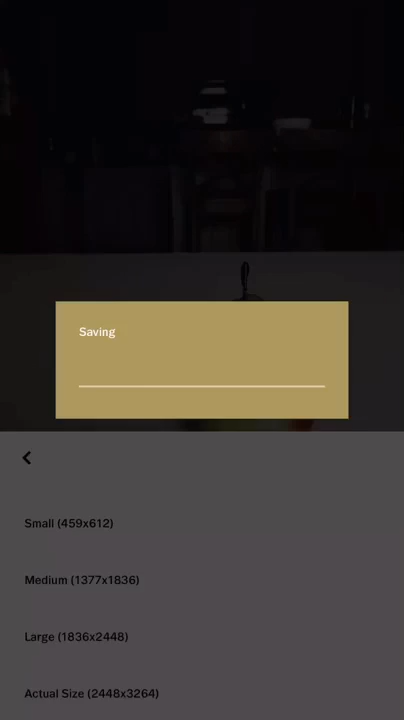 Saving
Small (459x612)
Medium (1377x1836)
Large (1836x2448)
Actual Size (2448x3264)